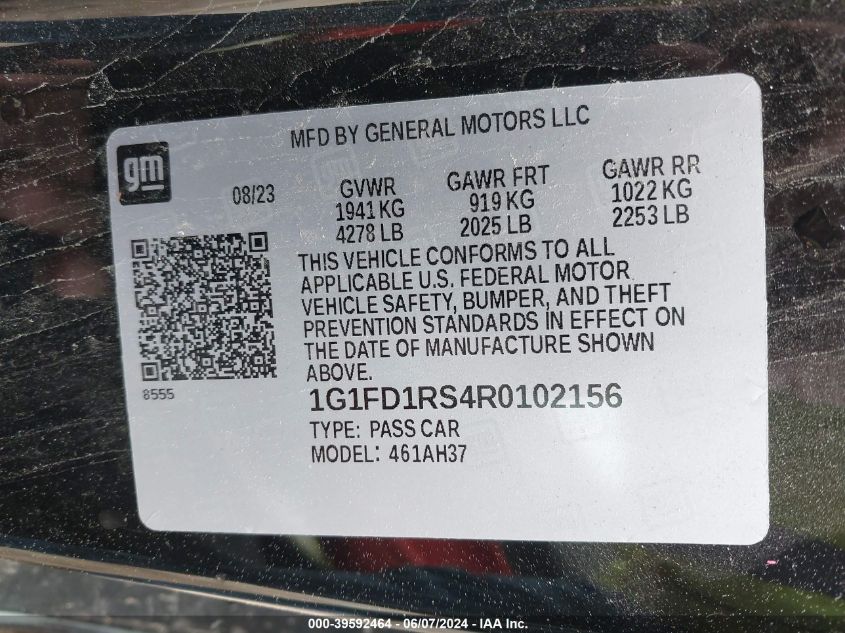 MFD BY GENERAL MOTORS LLC
gm
08/23
GVWR
1941 KG
4278 LB
GAWR FRT
919 KG
2025 LB
GAWR RR
1022 KG
2253 LB
THIS VEHICLE CONFORMS TO ALL
APPLICABLE U.S. FEDERAL MOTOR
VEHICLE SAFETY, BUMPER, AND THEFT
PREVENTION STANDARDS IN EFFECT ON
THE DATE OF MANUFACTURE SHOWN
ABOVE.
8555
1G1FD1RS4R0102156
TYPE: PASS CAR
MODEL: 461AH37
000-39592464 - 06/07/2024 - IAA Inc.